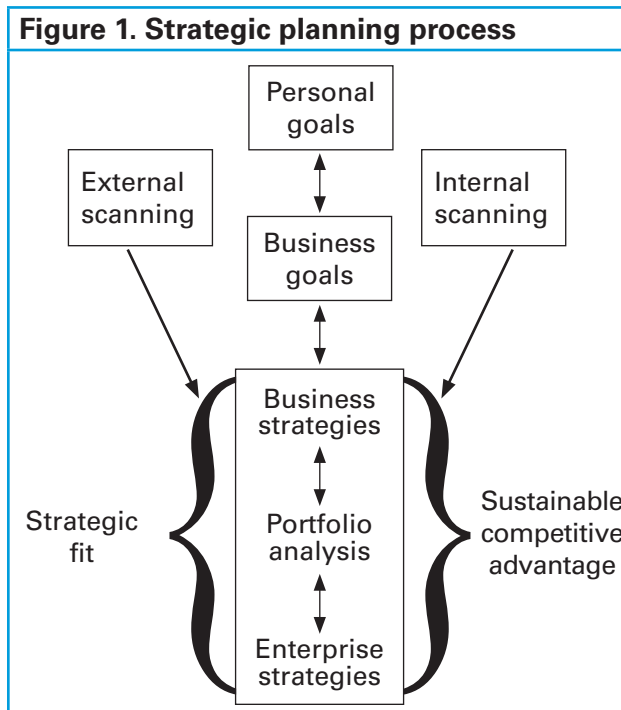 Figure 1. Strategic planning process
Personal
goals
External
scanning
Internal
scanning
Business
goals
Business
strategies
Strategic
fit
Portfolio
analysis
Sustainable
competitive
advantage
Enterprise
strategies